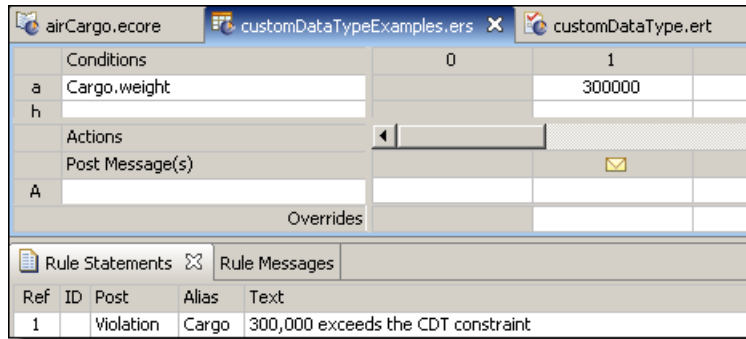 airCargo.ecore customDataTypeExamples.ers customDataType.ert
Conditions 0 1
a Cargo.weight 300000
h
Actions
Post Message(s)
A
Overrides
Rule Statements Rule Messages
Ref ID Post Alias Text
1 Violation Cargo 300,000 exceeds the CDT constraint